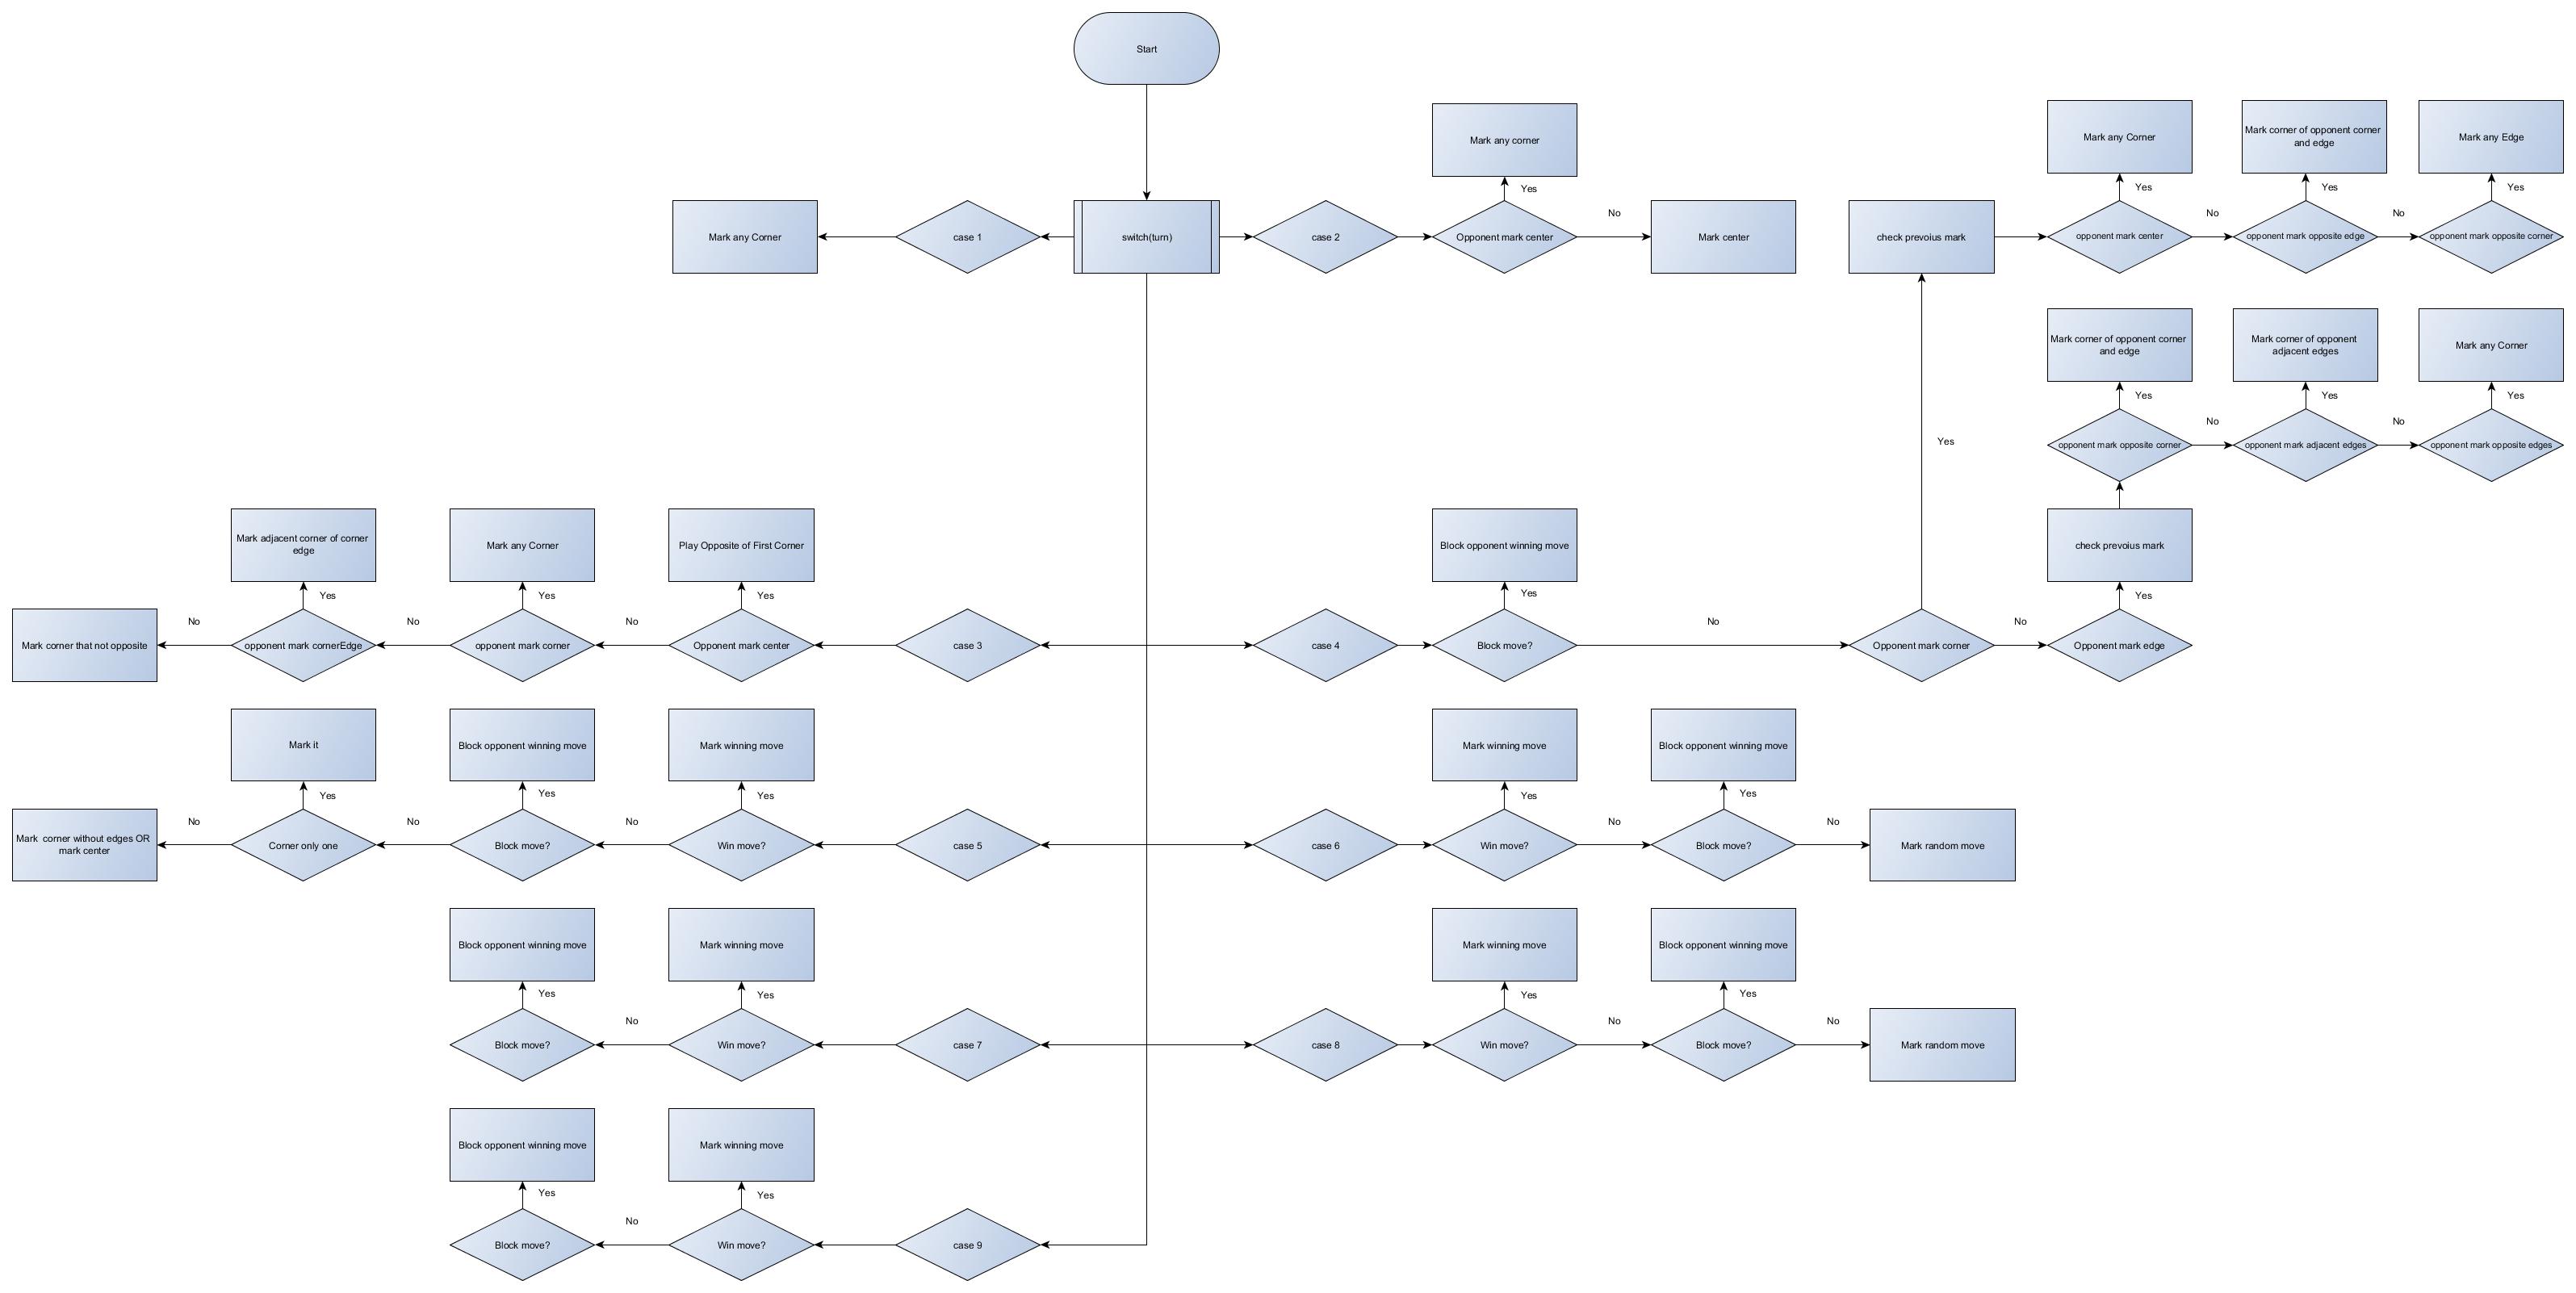 Start
Mark any corner
Mark any Corner
Mark corner of opponent corner
and edge
Mark any Edge
Yes
Yes
Yes
Yes
Mark any Corner
case 1
switch(turn)
case 2
Opponent mark center
No
Mark center
check prevoius mark
opponent mark center
No
opponent mark opposite edge
No
opponent mark opposite corner
Mark corner of opponent corner
and edge
Mark corner of opponent
adjacent edges
Mark any Corner
Yes
Yes
Yes
Yes
opponent mark opposite corner
No
opponent mark adjacent edges
No
opponent mark opposite edges
Mark adjacent corner of corner
edge
Mark any Corner
Play Opposite of First Corner
Block opponent winning move
check prevoius mark
Yes
Yes
Yes
Yes
Yes
Mark corner that not opposite
No
opponent mark cornerEdge
No
opponent mark corner
No
Opponent mark center
case 3
case 4
Block move?
No
Opponent mark corner
No
Opponent mark edge
Mark it
Block opponent winning move
Mark winning move
Mark winning move
Block opponent winning move
Yes
Yes
Yes
Yes
Yes
Mark  corner without edges OR
mark center
No
Corner only one
No
Block move?
No
Win move?
case 5
case 6
Win move?
No
Block move?
No
Mark random move
Block opponent winning move
Mark winning move
Mark winning move
Block opponent winning move
Yes
Yes
Yes
Yes
Block move?
No
Win move?
case 7
case 8
Win move?
No
Block move?
No
Mark random move
Block opponent winning move
Mark winning move
Yes
Yes
Block move?
No
Win move?
case 9